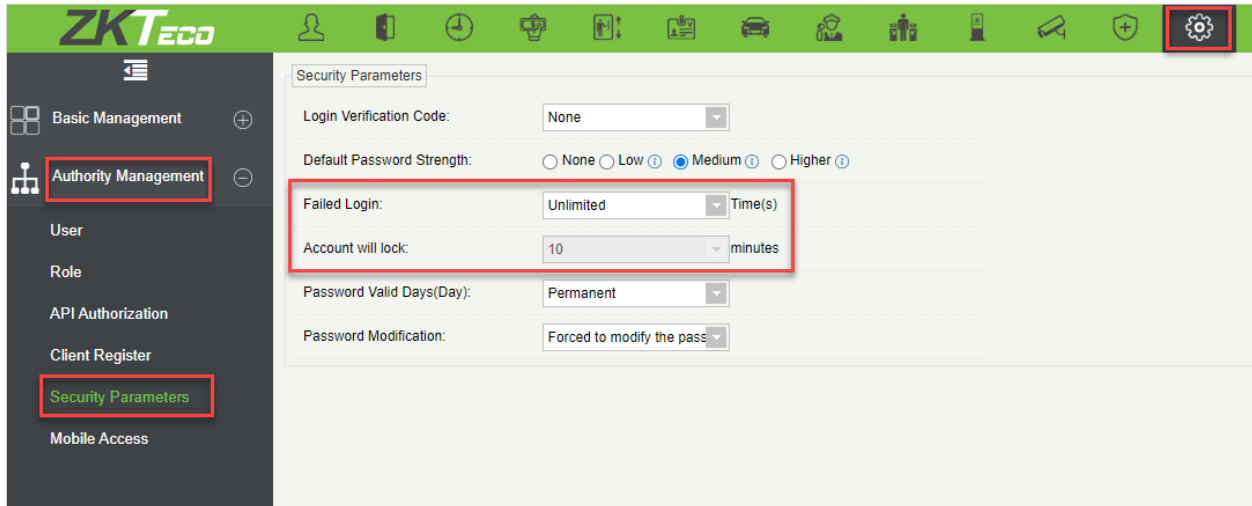 ZKTeco
Security Parameters
Basic Management
Login Verification Code: None
Default Password Strength: None Low Medium Higher
Authority Management
Failed Login: Unlimited Time(s)
User
Account will lock: 10 minutes
Role
Password Valid Days(Day): Permanent
API Authorization
Password Modification: Forced to modify the pass
Client Register
Security Parameters
Mobile Access